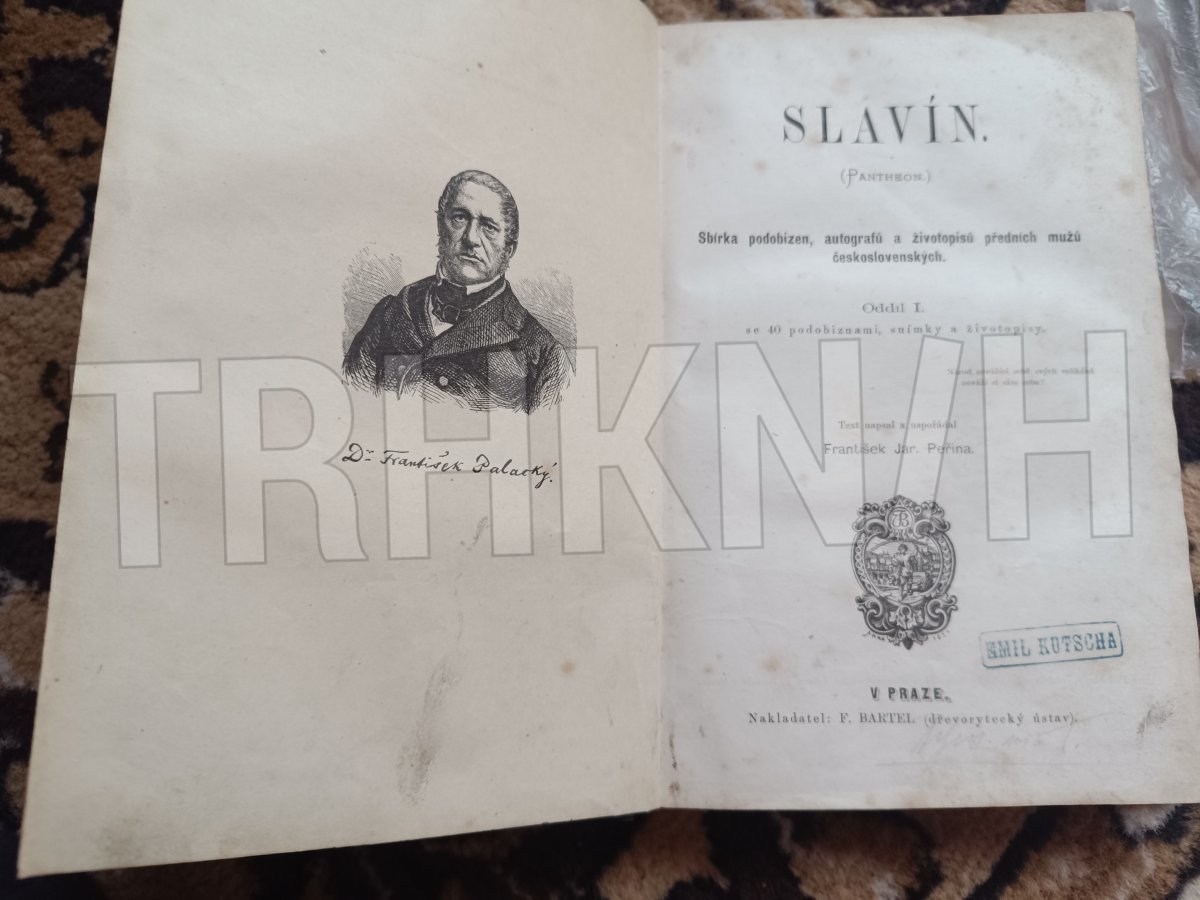 Dr František Palacký.
SLAVÍN.
(PANTHEON.)
Sbírka podobizen, autografů a životopisů předních mužů
československých.
Oddíl I.
se 40 podobiznami, snímky a životopisy.
Text napsal a uspořádal
František Jar. Peřina.
EMIL KUTSCHA
V PRAZE.
Nakladatel: F. BARTEL (dřevorytecký ústav).
TRHKNIH